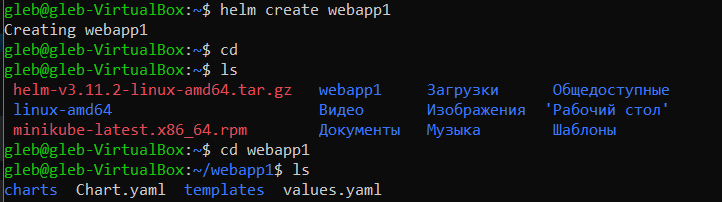 gleb@gleb-VirtualBox:~$ helm create webapp1
Creating webapp1
gleb@gleb-VirtualBox:~$ cd
gleb@gleb-VirtualBox:~$ ls
helm-v3.11.2-linux-amd64.tar.gz webapp1 Загрузки Общедоступные
linux-amd64 Видео Изображения 'Рабочий стол'
minikube-latest.x86_64.rpm Документы Музыка Шаблоны
gleb@gleb-VirtualBox:~$ cd webapp1
gleb@gleb-VirtualBox:~/webapp1$ ls
charts Chart.yaml templates values.yaml